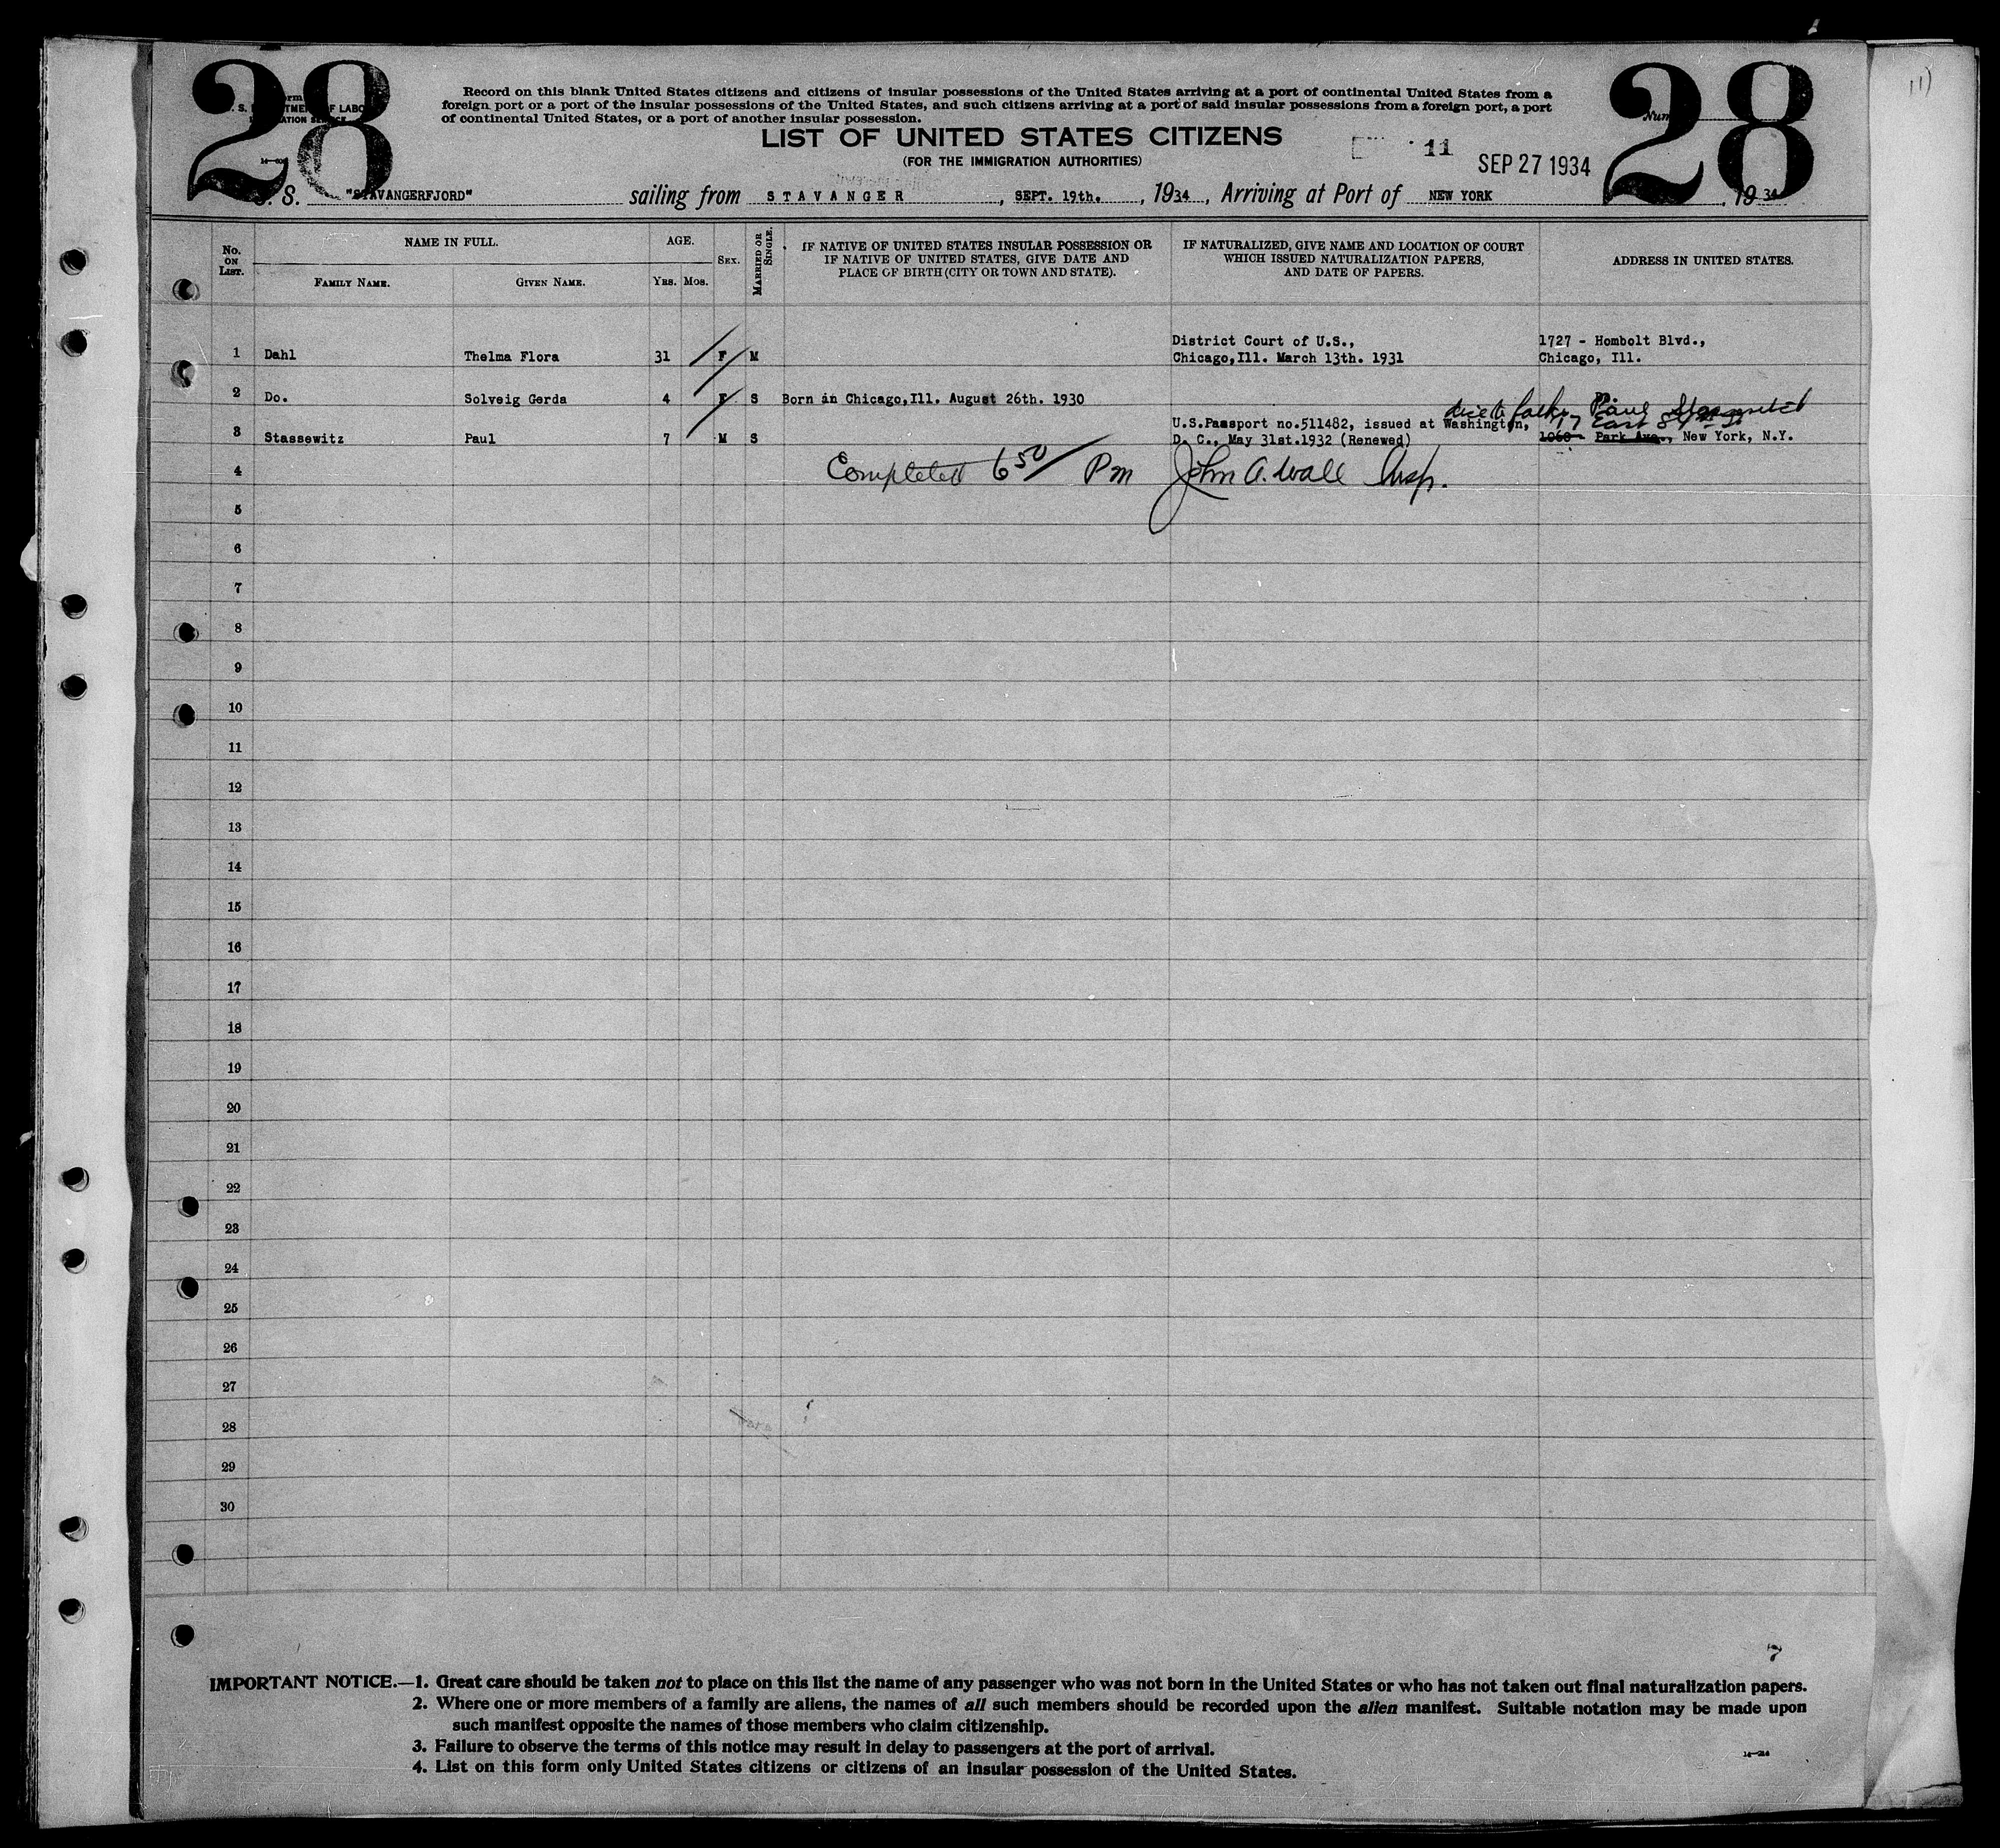 28
28
11)
Record on this blank United States citizens and citizens of insular possessions of the United States arriving at a port of continental United States from a
foreign port or a port of the insular possessions of the United States, and such citizens arriving at a port of said insular possessions from a foreign port, a port
of continental United States, or a port of another insular possession.
LIST OF UNITED STATES CITIZENS
(FOR THE IMMIGRATION AUTHORITIES)
11
SEP 27 1934
S. "STAVANGERFJORD" sailing from STAVANGER, SEPT. 19th., 1934, Arriving at Port of NEW YORK, 1934
No. ON LIST.
NAME IN FULL.
FAMILY NAME.
GIVEN NAME.
AGE.
YRS. MOS.
SEX.
MARRIED OR SINGLE.
IF NATIVE OF UNITED STATES INSULAR POSSESSION OR
IF NATIVE OF UNITED STATES, GIVE DATE AND
PLACE OF BIRTH (CITY OR TOWN AND STATE).
IF NATURALIZED, GIVE NAME AND LOCATION OF COURT
WHICH ISSUED NATURALIZATION PAPERS,
AND DATE OF PAPERS.
ADDRESS IN UNITED STATES.
District Court of U.S., 1727 - Hombolt Blvd.,
1 Dahl Thelma Flora 31 F M Chicago,Ill. March 13th. 1931 Chicago, Ill.
2 Do. Solveig Gerda 4 F S Born in Chicago,Ill. August 26th. 1930
Paul
U.S.Passport no.511482, issued at Washington, 17 East 84th St
3 Stassewitz Paul 7 M S D. C., May 31st.1932 (Renewed) 1060 - Park Ave., New York, N.Y.
4 Completed 6 50/ Pm John A. Wall Insp.
5
6
7
8
9
10
11
12
13
14
15
16
17
18
19
20
21
22
23
24
25
26
27
28
29
30
7
IMPORTANT NOTICE.—1. Great care should be taken not to place on this list the name of any passenger who was not born in the United States or who has not taken out final naturalization papers.
2. Where one or more members of a family are aliens, the names of all such members should be recorded upon the alien manifest. Suitable notation may be made upon
such manifest opposite the names of those members who claim citizenship.
3. Failure to observe the terms of this notice may result in delay to passengers at the port of arrival.
4. List on this form only United States citizens or citizens of an insular possession of the United States.